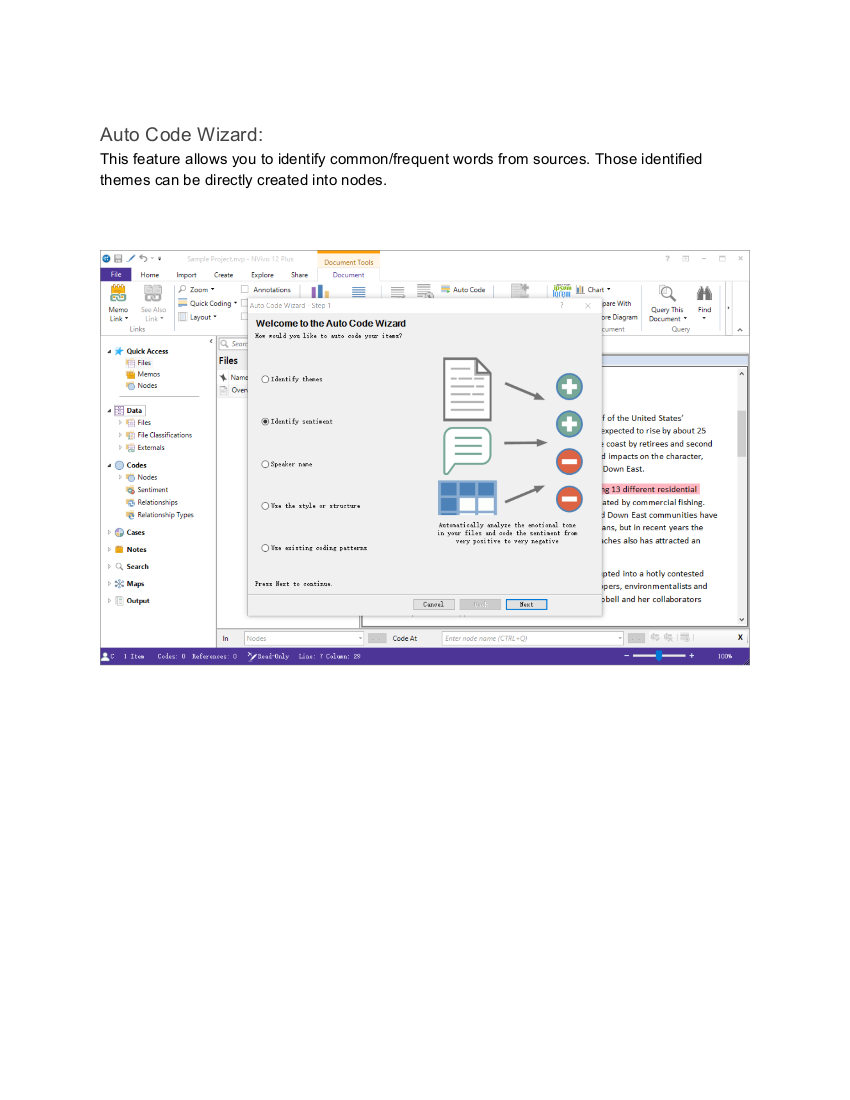 Auto Code Wizard:
This feature allows you to identify common/frequent words from sources. Those identified
themes can be directly created into nodes.
Sample Project.nvp - NVivo 12 Plus
Document Tools
File Home Import Create Explore Share Document
Memo Link
See Also Link
Links
Zoom
Quick Coding
Layout
Annotations
Auto Code
Chart
pare With
ore Diagram
cument
Query This Document
Find
Query
Quick Access
Files
Memos
Nodes
Data
Files
File Classifications
Externals
Codes
Nodes
Sentiment
Relationships
Relationship Types
Cases
Notes
Search
Maps
Output
Searc
Files
Name
Over
Auto Code Wizard - Step 1
Welcome to the Auto Code Wizard
How would you like to auto code your items?
Identify themes
Identify sentiment
Speaker name
Use the style or structure
Use existing coding patterns
Automatically analyze the emotional tone
in your files and code the sentiment from
very positive to very negative
Press Next to continue.
Cancel Next
f of the United States'
expected to rise by about 25
e coast by retirees and second
d impacts on the character,
Down East.
ng 13 different residential
ated by commercial fishing.
d Down East communities have
ans, but in recent years the
aches also has attracted an
pted into a hotly contested
pers, environmentalists and
bell and her collaborators
In Nodes Code At Enter node name (CTRL+Q) X
C 1 Item Codes: 0 References: 0 Read-Only Line: 7 Column: 29 100%